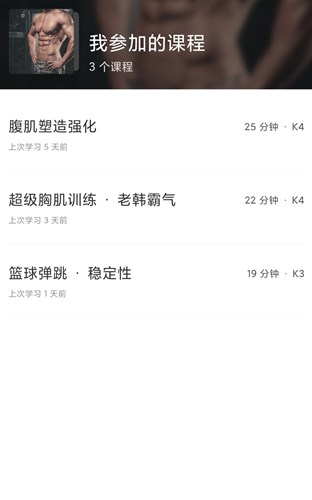 我参加的课程
3 个课程
腹肌塑造强化
25 分钟 · K4
上次学习 5 天前
超级胸肌训练 · 老韩霸气
22 分钟 · K4
上次学习 3 天前
篮球弹跳 · 稳定性
19 分钟 · K3
上次学习 1 天前